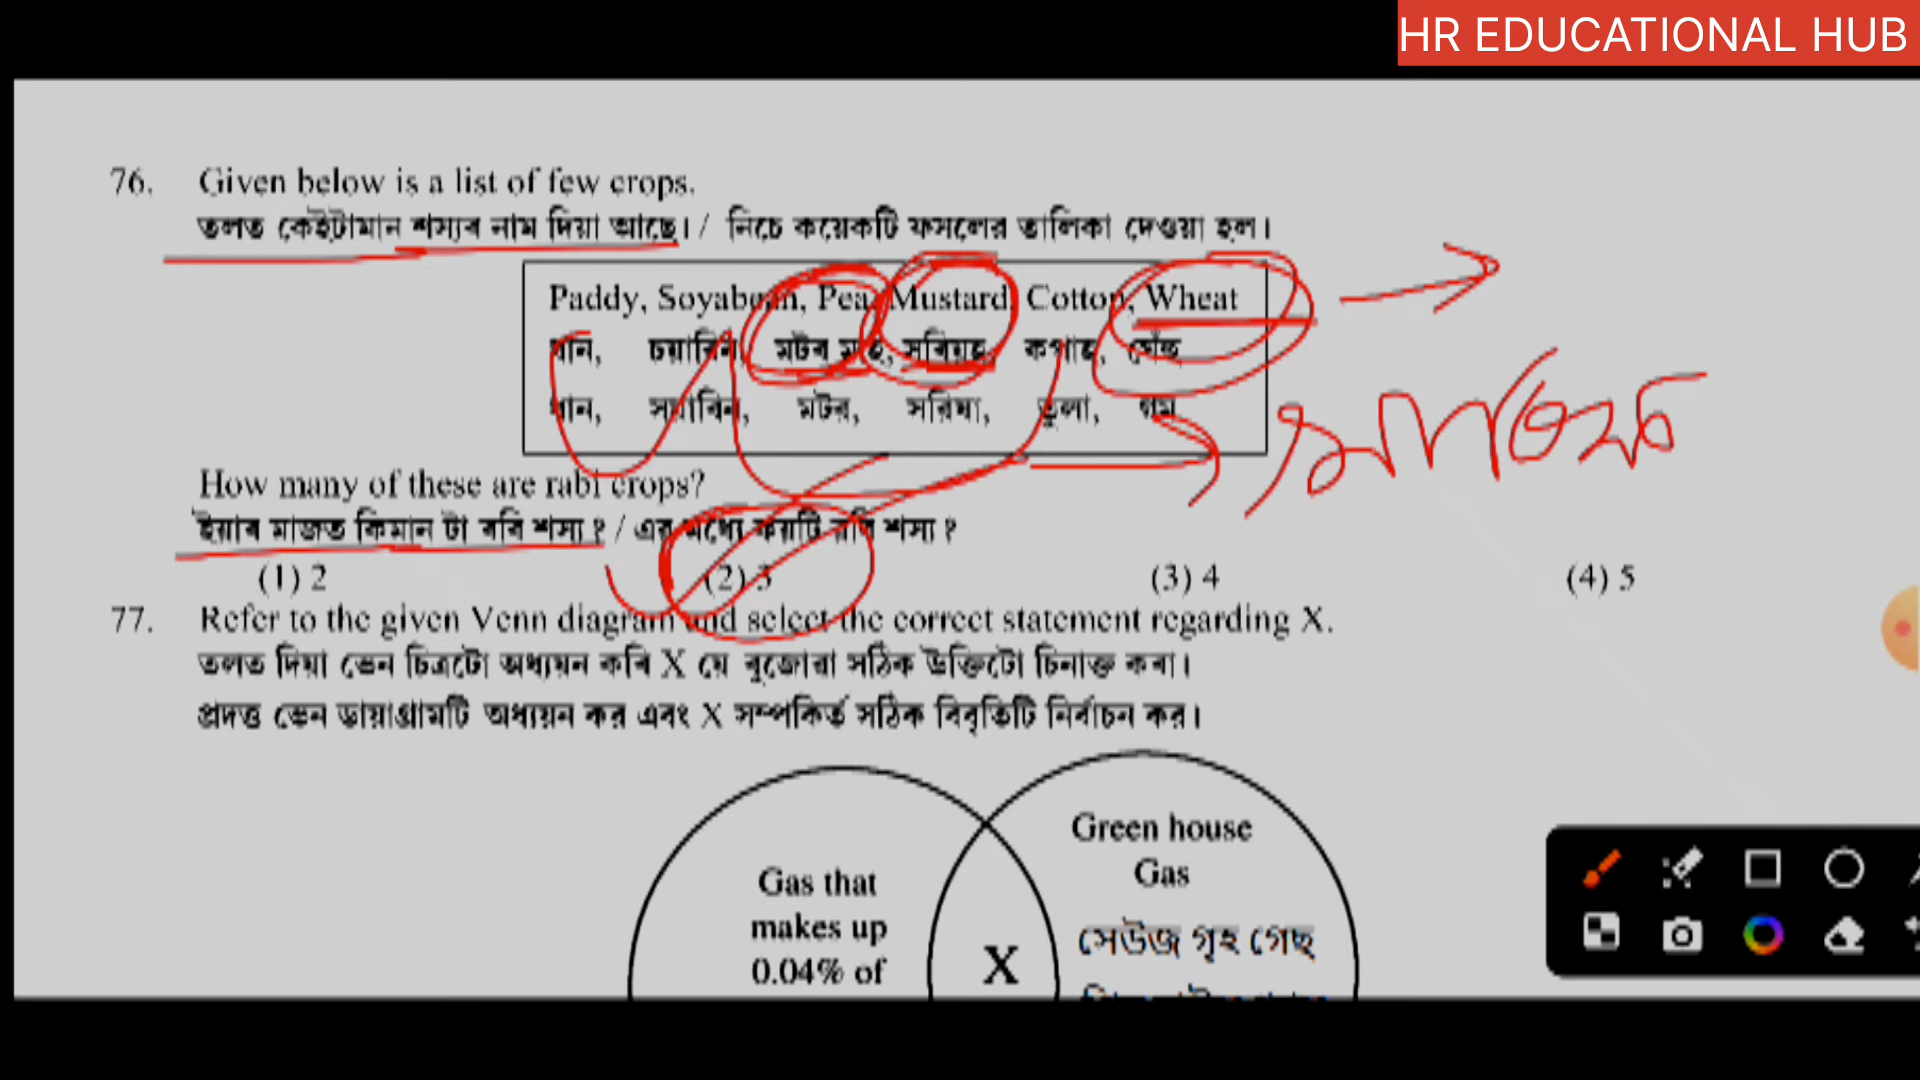 HR EDUCATIONAL HUB
76. Given below is a list of few crops.
তলত কেইটামান শস্যৰ নাম দিয়া আছে। / নিচে কয়েকটি ফসলের তালিকা দেওয়া হল।
Paddy, Soyabean, Pea, Mustard, Cotton, Wheat
ধান, চয়াবিন, মটৰ মাহ, সৰিয়হ, কপাহ, ঘেঁহু
ধান, সয়াবিন, মটর, সরিষা, তুলা, গম
How many of these are rabi crops?
ইয়াৰ মাজত কিমান টা ৰবি শস্য ? / এর মধ্যে কয়টি রবি শস্য ?
(1) 2 (2) 3 (3) 4 (4) 5
77. Refer to the given Venn diagram and select the correct statement regarding X.
তলত দিয়া ভেন চিত্ৰটো অধ্যয়ন কৰি X যে বুজোৱা সঠিক উক্তিটো চিনাক্ত কৰা।
প্রদত্ত ভেন ডায়াগ্রামটি অধ্যয়ন কর এবং X সম্পর্কিত সঠিক বিবৃতিটি নির্বাচন কর।
Green house
Gas
Gas that
makes up
0.04% of
X
সেউজ গৃহ গেছ